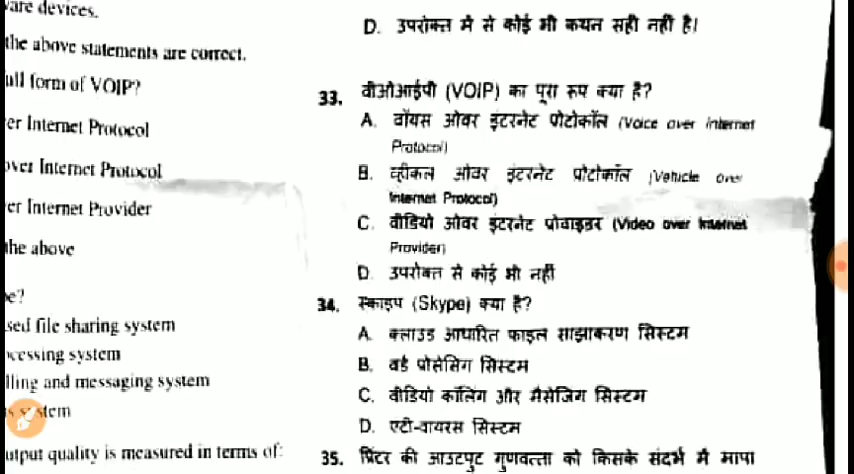 are devices.
the above statements are correct.
ull form of VOIP?
er Internet Protocol
over Internet Protocol
er Internet Provider
the above
e?
sed file sharing system
ocessing system
lling and messaging system
s system
utput quality is measured in terms of:
D. उपरोक्त मे से कोई भी कथन सही नहीं है।
33. वीओआईपी (VOIP) का पूरा रूप क्या है?
A. वॉयस ओवर इंटरनेट प्रोटोकॉल (Voice over internet
Protocol)
B. व्हीकल ओवर इंटरनेट प्रोटोकॉल (Vehicle over
Internet Protocol)
C. वीडियो ओवर इंटरनेट प्रोवाइडर (Video over Internet
Provider)
D. उपरोक्त से कोई भी नहीं
34. स्काइप (Skype) क्या है?
A. क्लाउड आधारित फाइल साझाकरण सिस्टम
B. वर्ड प्रोसेसिंग सिस्टम
C. वीडियो कॉलिंग और मैसेजिंग सिस्टम
D. एंटी-वायरस सिस्टम
35. प्रिंटर की आउटपुट गुणवत्ता को किसके संदर्भ में मापा